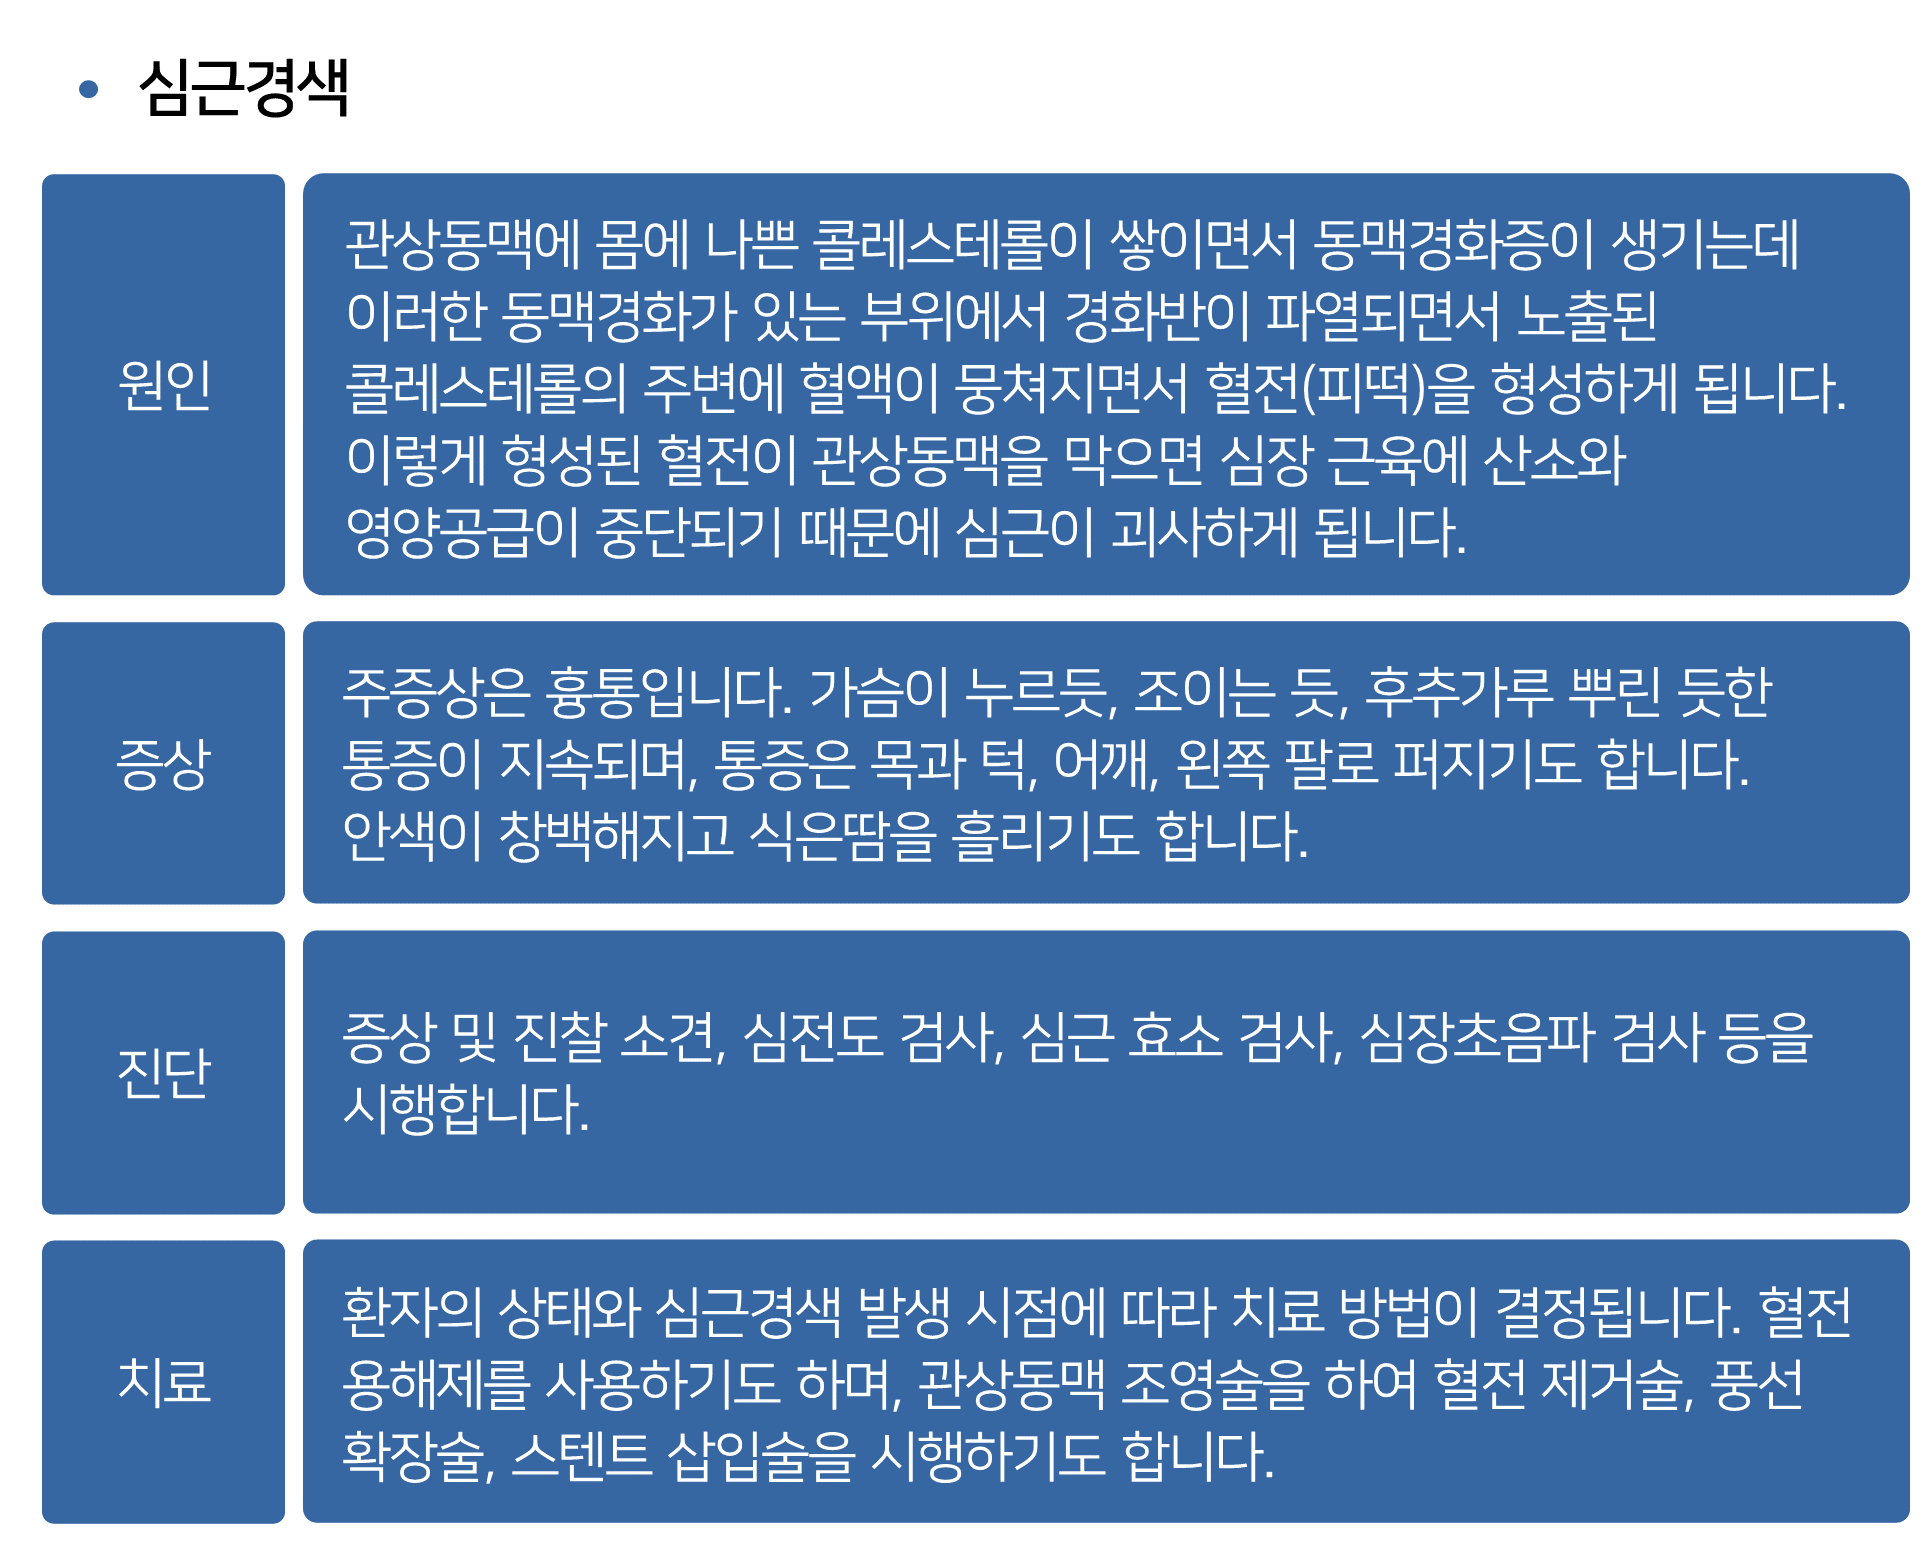 • 심근경색
원인
관상동맥에 몸에 나쁜 콜레스테롤이 쌓이면서 동맥경화증이 생기는데
이러한 동맥경화가 있는 부위에서 경화반이 파열되면서 노출된
콜레스테롤의 주변에 혈액이 뭉쳐지면서 혈전(피떡)을 형성하게 됩니다.
이렇게 형성된 혈전이 관상동맥을 막으면 심장 근육에 산소와
영양공급이 중단되기 때문에 심근이 괴사하게 됩니다.
증상
주증상은 흉통입니다. 가슴이 누르듯, 조이는 듯, 후추가루 뿌린 듯한
통증이 지속되며, 통증은 목과 턱, 어깨, 왼쪽 팔로 퍼지기도 합니다.
안색이 창백해지고 식은땀을 흘리기도 합니다.
진단
증상 및 진찰 소견, 심전도 검사, 심근 효소 검사, 심장초음파 검사 등을
시행합니다.
치료
환자의 상태와 심근경색 발생 시점에 따라 치료 방법이 결정됩니다. 혈전
용해제를 사용하기도 하며, 관상동맥 조영술을 하여 혈전 제거술, 풍선
확장술, 스텐트 삽입술을 시행하기도 합니다.